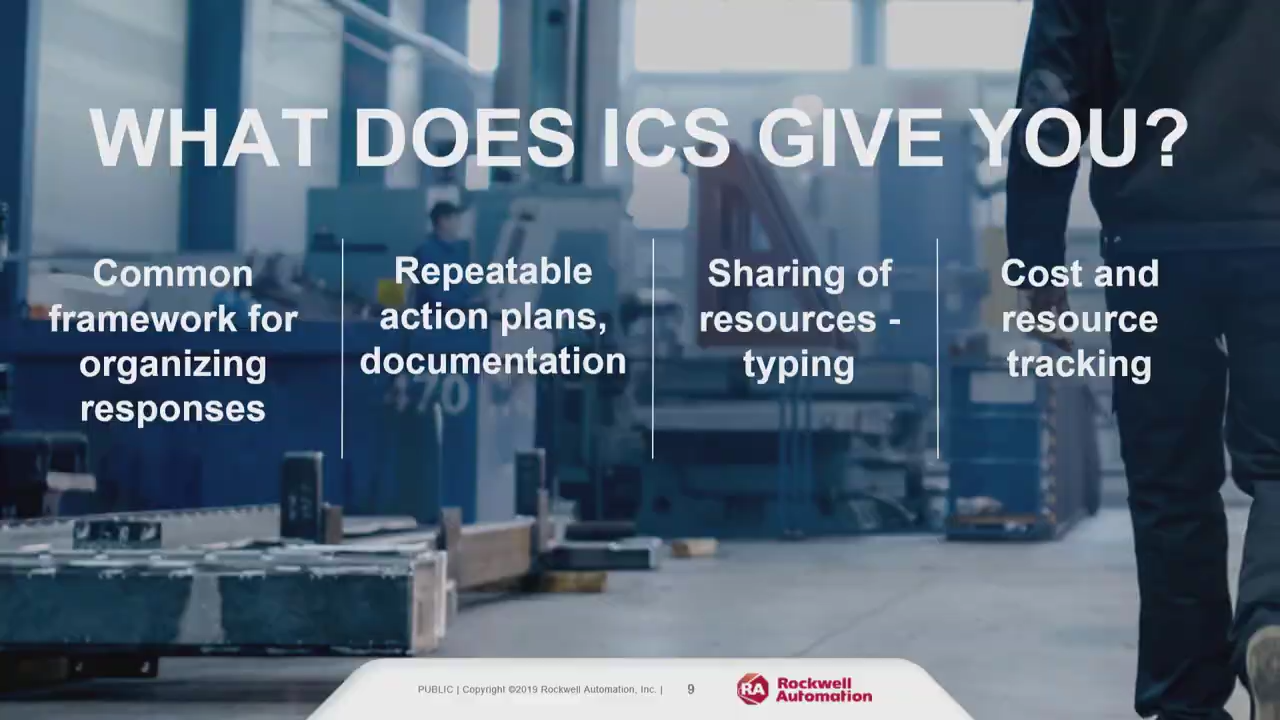 WHAT DOES ICS GIVE YOU?
Common
framework for
organizing
responses
Repeatable
action plans,
documentation
Sharing of
resources -
typing
Cost and
resource
tracking
470
PUBLIC | Copyright ©2019 Rockwell Automation, Inc. |
9
RA
Rockwell
Automation